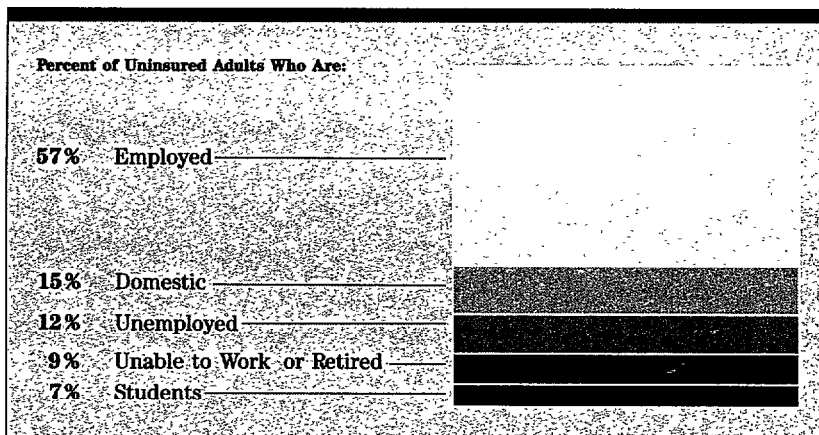 Percent of Uninsured Adults Who Are:
57% Employed
15% Domestic
12% Unemployed
9% Unable to Work or Retired
7% Students